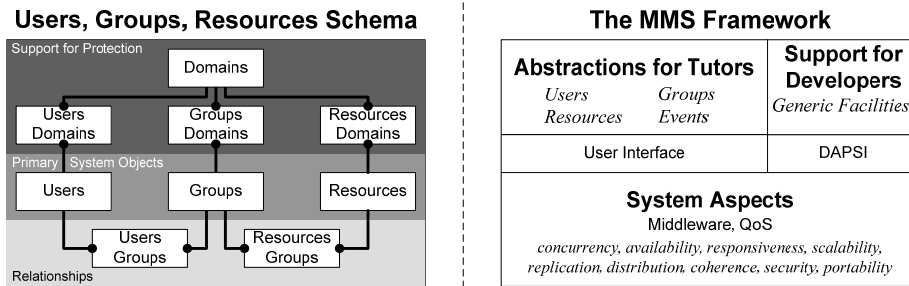 Users, Groups, Resources Schema
Support for Protection
Domains
Users
Domains
Groups
Domains
Resources
Domains
Primary System Objects
Users
Groups
Resources
Users
Groups
Resources
Groups
Relationships
The MMS Framework
Abstractions for Tutors
Users Groups
Resources Events
Support for
Developers
Generic Facilities
User Interface
DAPSI
System Aspects
Middleware, QoS
concurrency, availability, responsiveness, scalability,
replication, distribution, coherence, security, portability